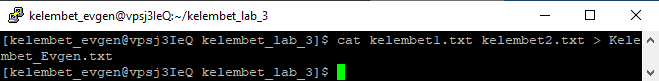 kelembet_evgen@vpsj3IeQ:~/kelembet_lab_3
[kelembet_evgen@vpsj3IeQ kelembet_lab_3]$ cat kelembet1.txt kelembet2.txt > Kele
mbet_Evgen.txt
[kelembet_evgen@vpsj3IeQ kelembet_lab_3]$